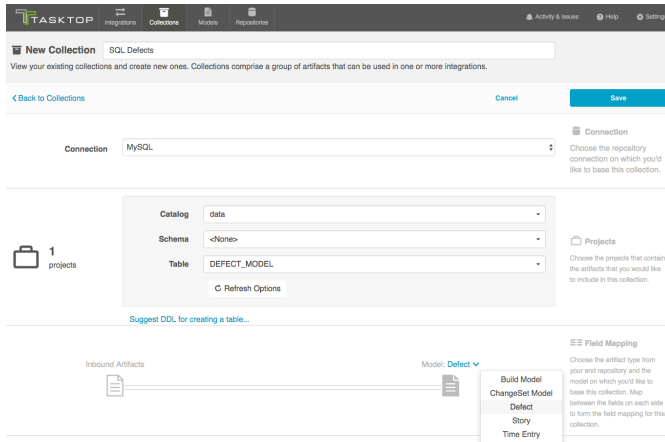 TASKTOP
Integrations
Collections
Models
Repositories
Activity & Issues
Help
Settings
New Collection
SQL Defects
View your existing collections and create new ones. Collections comprise a group of artifacts that can be used in one or more integrations.
Back to Collections
Cancel
Save
Connection
MySQL
Connection
Choose the repository
connection on which you'd
like to base this collection.
1
projects
Catalog
data
Schema
<None>
Table
DEFECT_MODEL
Refresh Options
Suggest DDL for creating a table...
Projects
Choose the projects that contain
the artifacts that you would like
to include in this collection.
Inbound Artifacts
Model: Defect
Build Model
ChangeSet Model
Defect
Story
Time Entry
Field Mapping
Choose the artifact type from
your end repository and the
model on which you'd like to
base this collection. Map
between the fields on each side
to form the field mapping for this
collection.